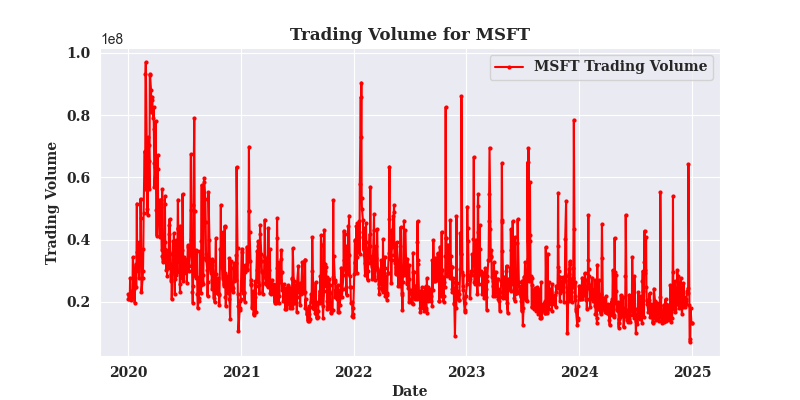 Trading Volume for MSFT
1e8
MSFT Trading Volume
1.0
0.8
0.6
0.4
0.2
Trading Volume
2020 2021 2022 2023 2024 2025
Date